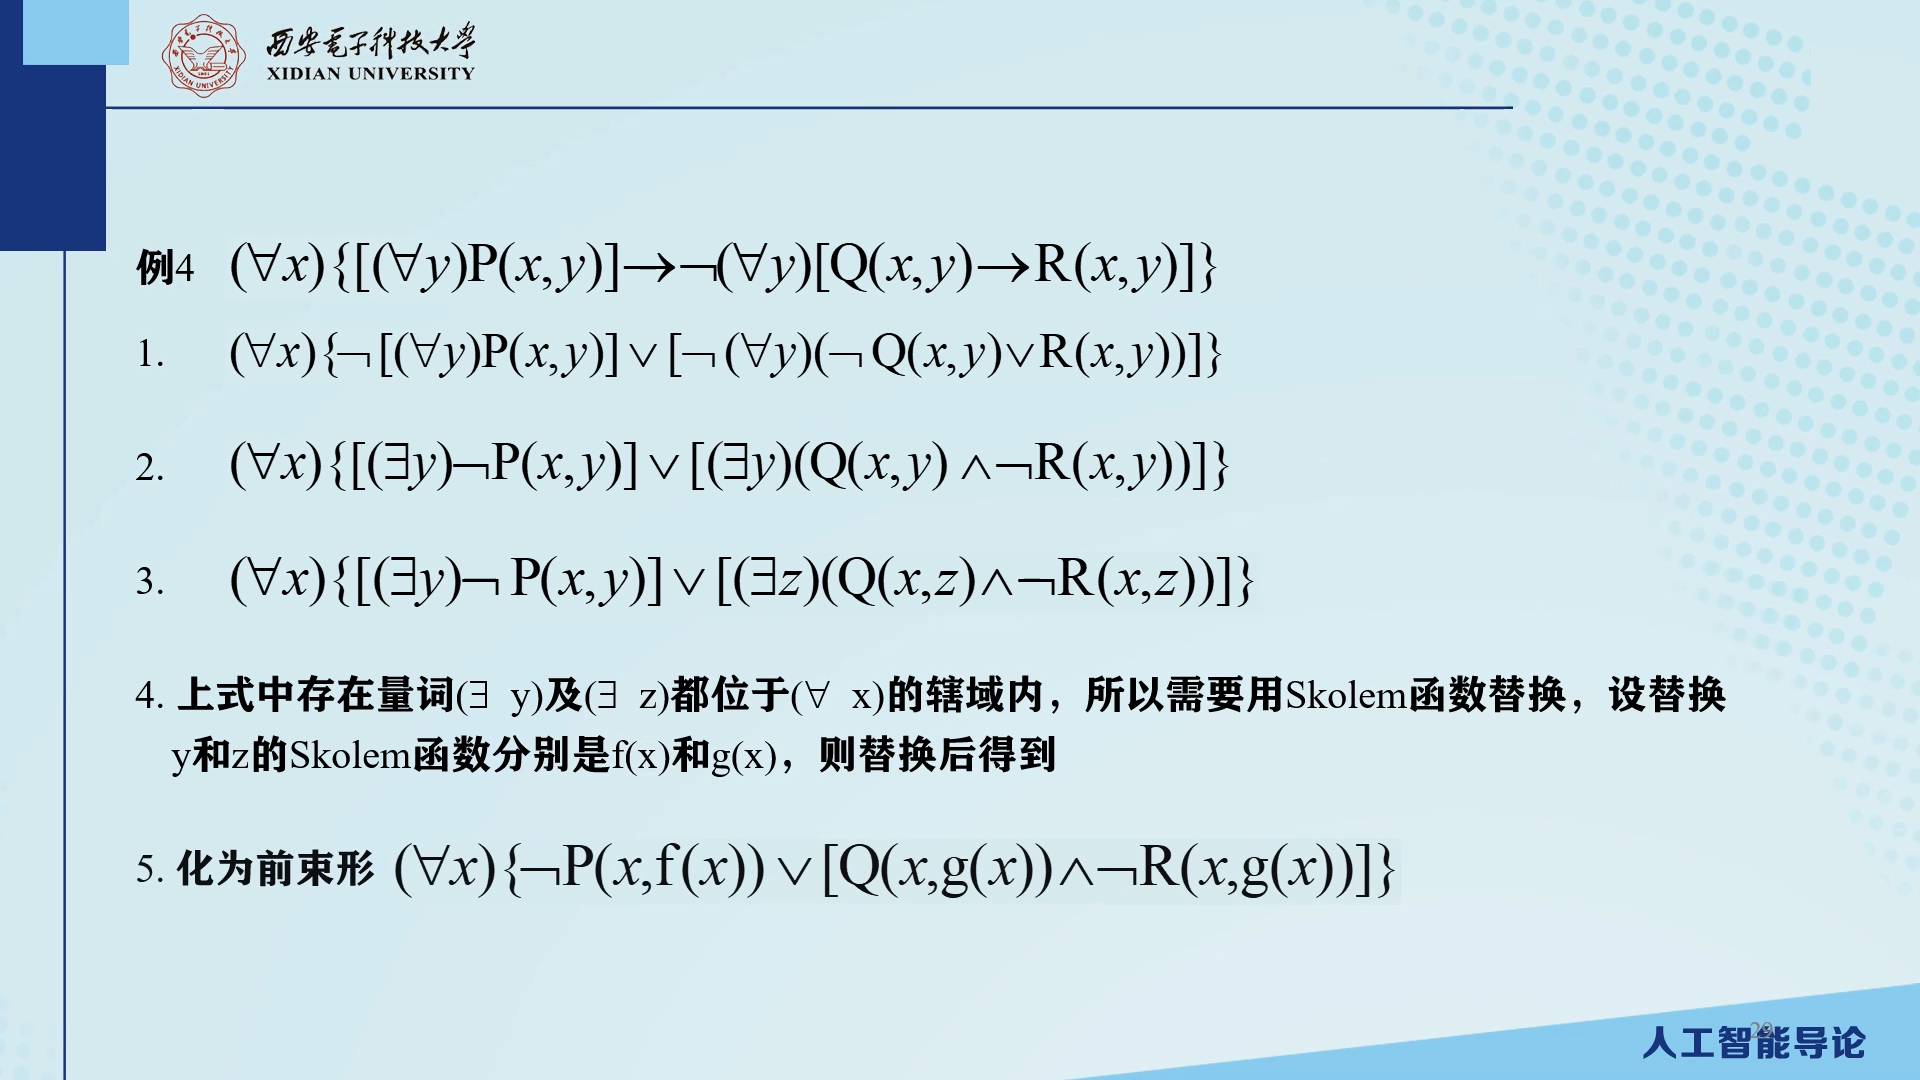 西安电子科技大学
XIDIAN UNIVERSITY
例4 (∀x){[(∀y)P(x,y)]→¬(∀y)[Q(x,y)→R(x,y)]}
1. (∀x){¬[(∀y)P(x,y)]∨[¬(∀y)(¬Q(x,y)∨R(x,y))]}
2. (∀x){[(∃y)¬P(x,y)]∨[(∃y)(Q(x,y)∧¬R(x,y))]}
3. (∀x){[(∃y)¬P(x,y)]∨[(∃z)(Q(x,z)∧¬R(x,z))]}
4. 上式中存在量词(∃ y)及(∃ z)都位于(∀ x)的辖域内，所以需要用Skolem函数替换，设替换
y和z的Skolem函数分别是f(x)和g(x)，则替换后得到
5. 化为前束形 (∀x){¬P(x,f(x))∨[Q(x,g(x))∧¬R(x,g(x))]}
29
人工智能导论